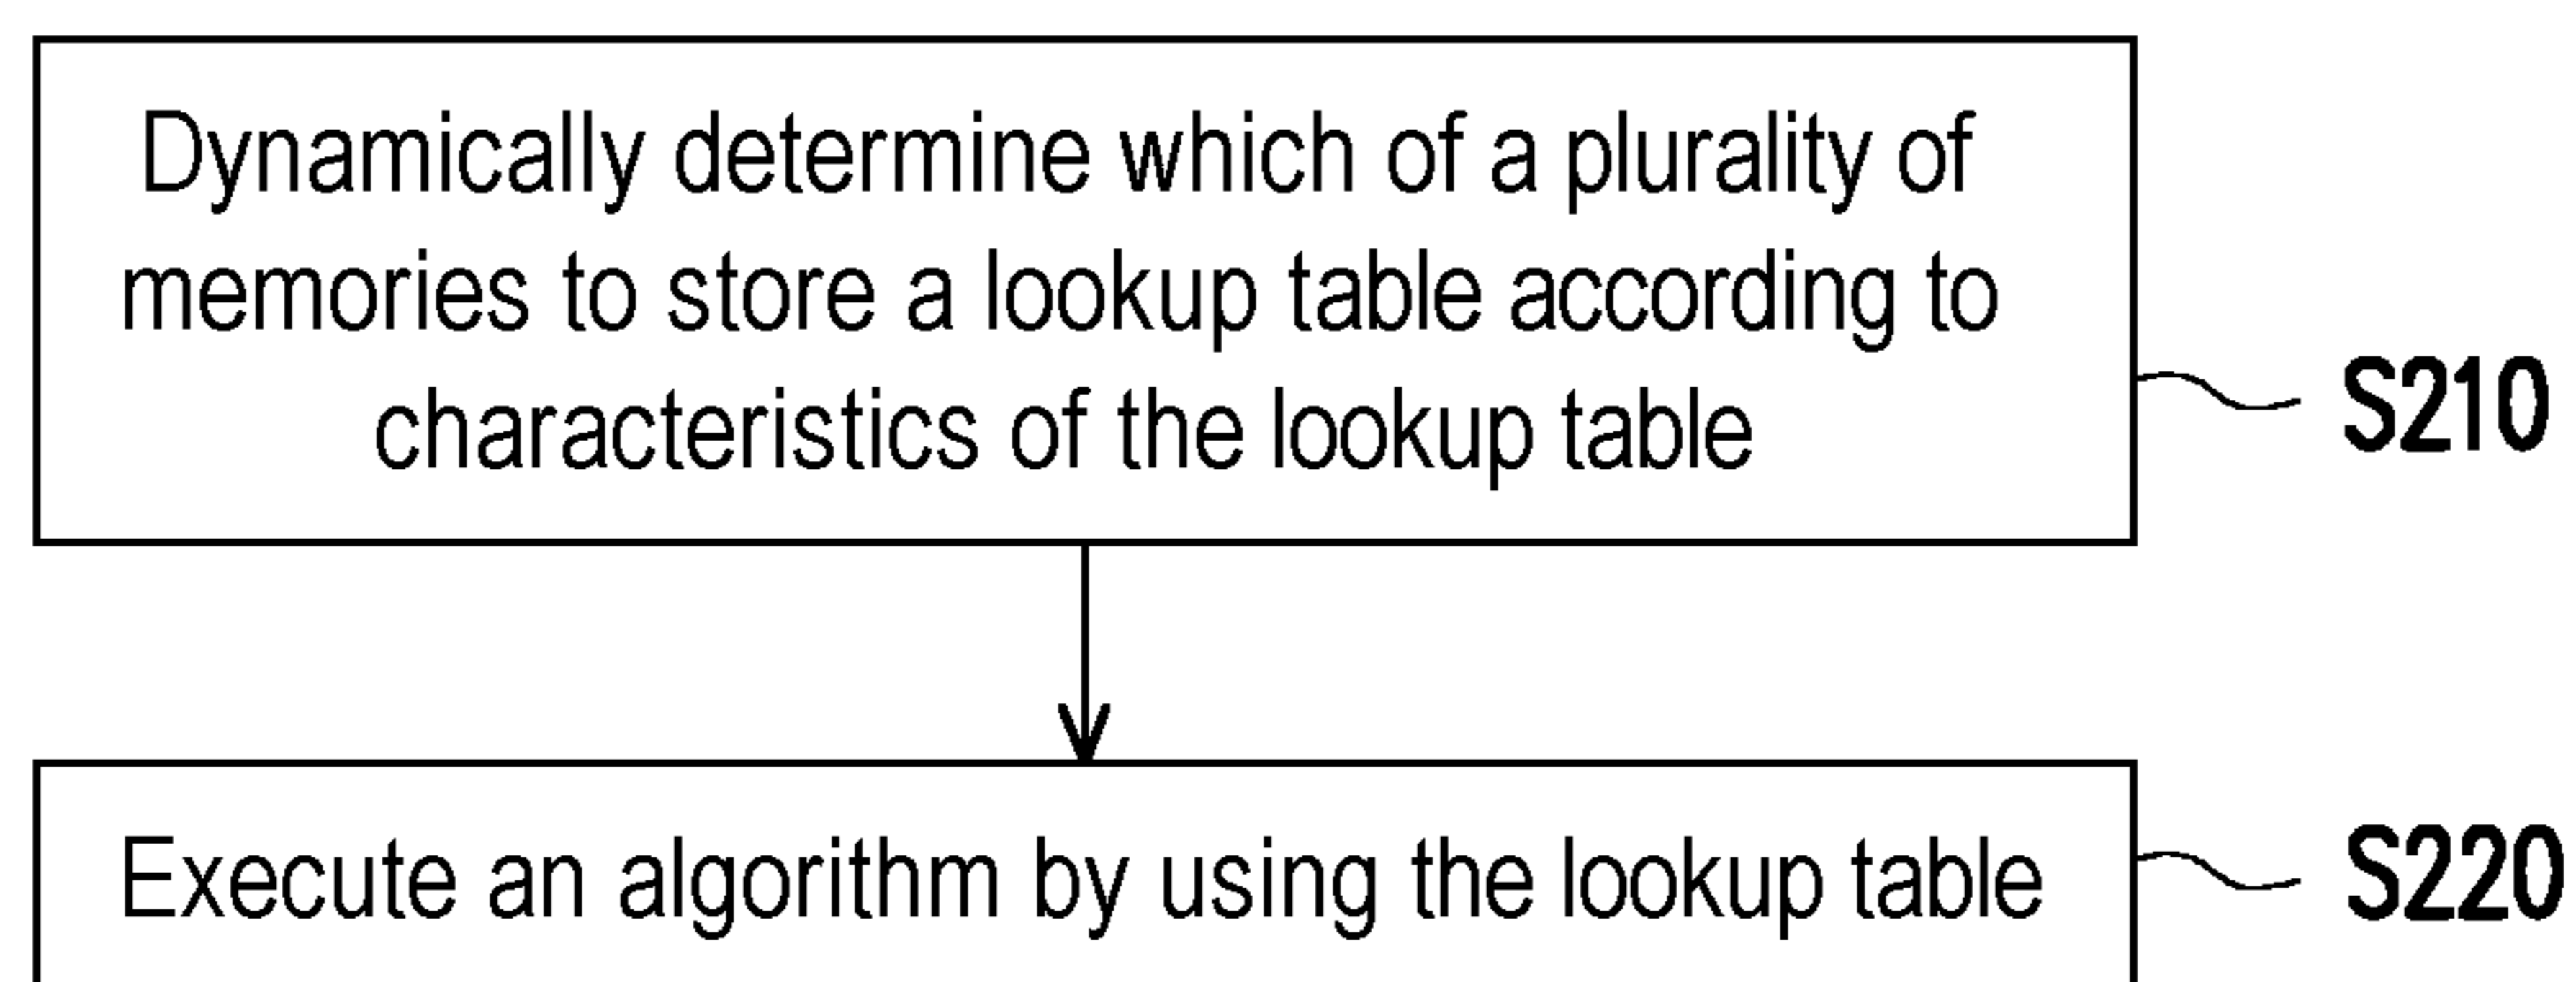 Dynamically determine which of a plurality of
memories to store a lookup table according to
characteristics of the lookup table
S210
Execute an algorithm by using the lookup table
S220